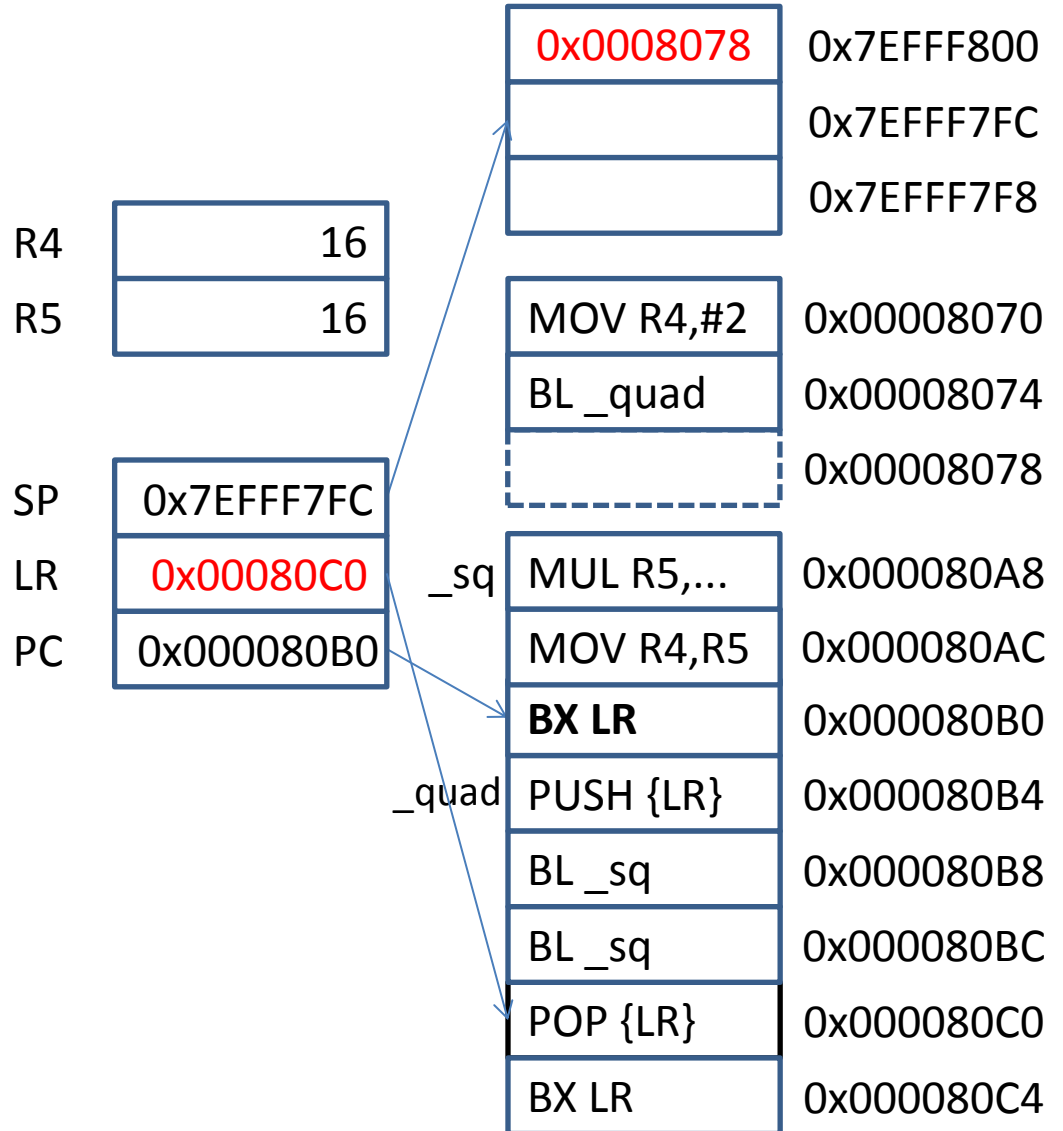 0x0008078 0x7EFFF800
0x7EFFF7FC
0x7EFFF7F8
R4 16
R5 16
MOV R4,#2 0x00008070
BL _quad 0x00008074
0x00008078
SP 0x7EFFF7FC
LR 0x00080C0
PC 0x000080B0
_sq MUL R5,... 0x000080A8
MOV R4,R5 0x000080AC
BX LR 0x000080B0
_quad PUSH {LR} 0x000080B4
BL _sq 0x000080B8
BL _sq 0x000080BC
POP {LR} 0x000080C0
BX LR 0x000080C4